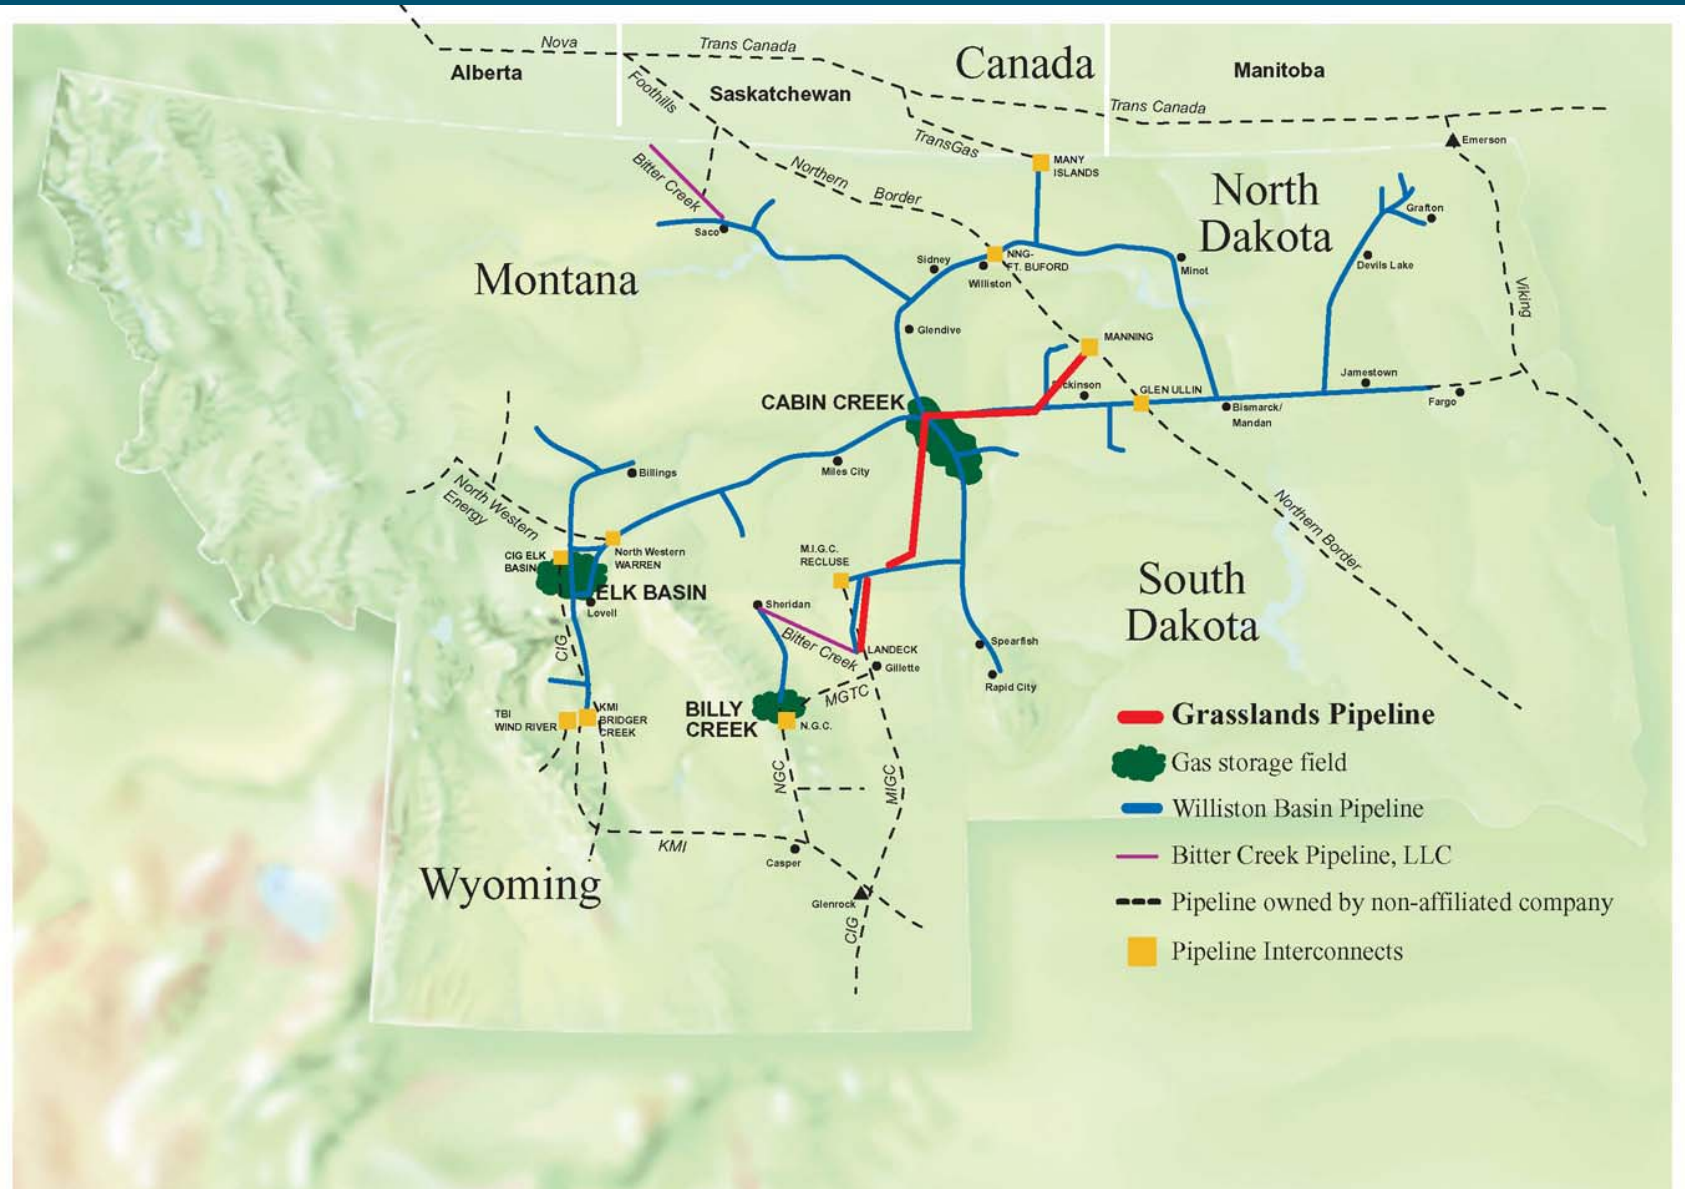 Nova
Trans Canada
Canada
Alberta
Manitoba
Foothills
Saskatchewan
Trans Canada
TransGas
Emerson
MANY
ISLANDS
Bitter Creek
Northern
Border
North
Dakota
Grafton
Saco
Sidney
NNG-
FT. BUFORD
Williston
Minot
Devils Lake
Montana
Viking
Glendive
MANNING
Jamestown
CABIN CREEK
GLEN ULLIN
Bismarck/
Mandan
Fargo
Billings
Miles City
North Western
Energy
Northern Border
CIG ELK
BASIN
North Western
WARREN
M.I.G.C.
RECLUSE
ELK BASIN
Lovell
Sheridan
South
Dakota
CIG
Bitter Creek
LANDECK
Gillette
Spearfish
Rapid City
MGTC
TBI
WIND RIVER
KMI
BRIDGER
CREEK
BILLY
CREEK
N.G.C.
NGC
MIGC
KMI
Casper
Wyoming
Glenrock
CIG
Grasslands Pipeline
Gas storage field
Williston Basin Pipeline
Bitter Creek Pipeline, LLC
Pipeline owned by non-affiliated company
Pipeline Interconnects